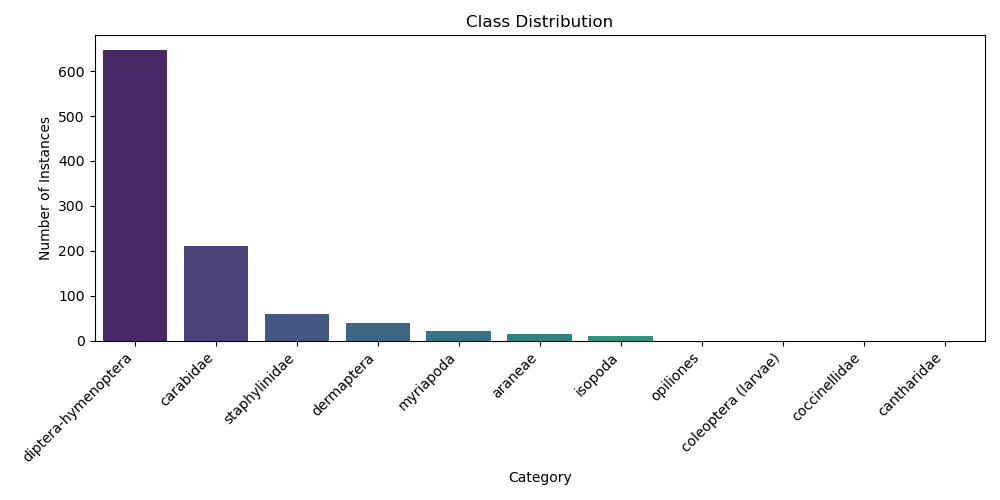 Class Distribution
Number of Instances
600
500
400
300
200
100
0
diptera-hymenoptera
carabidae
staphylinidae
dermaptera
myriapoda
araneae
isopoda
opiliones
coleoptera (larvae)
coccinellidae
cantharidae
Category